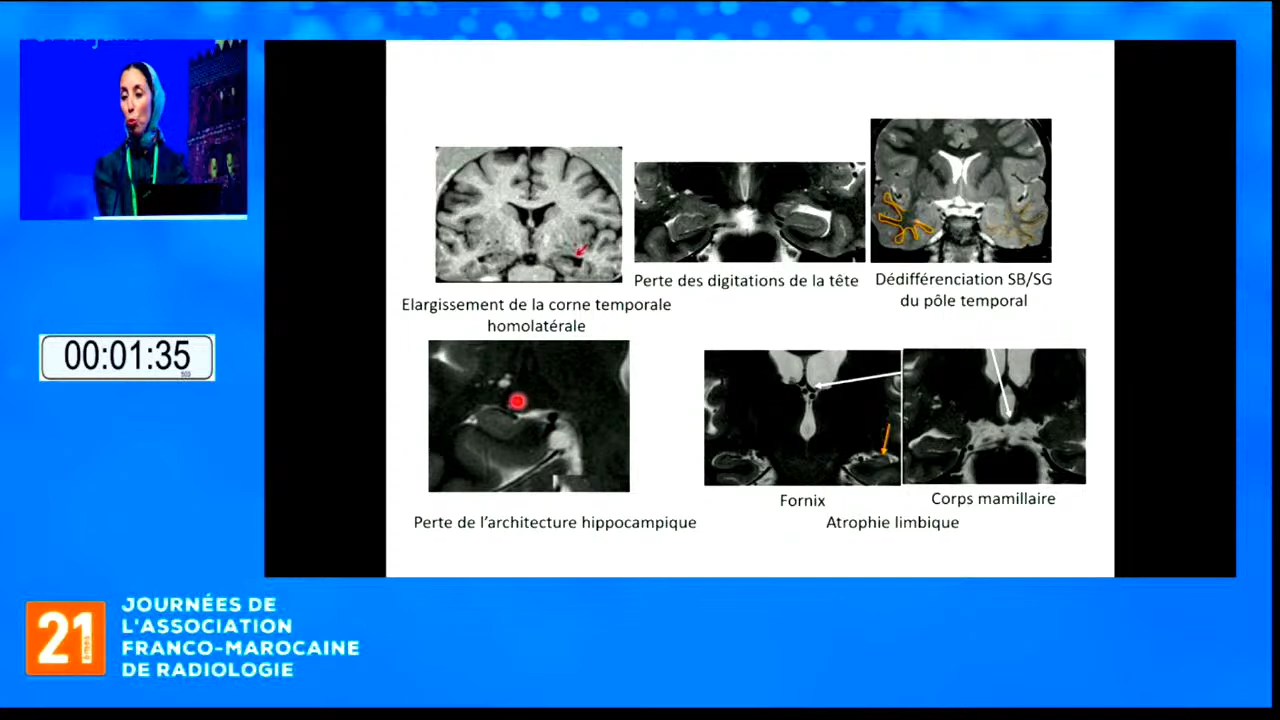 Elargissement de la corne temporale
homolatérale
Perte des digitations de la tête
Dédifférenciation SB/SG
du pôle temporal
Perte de l'architecture hippocampique
Fornix
Corps mamillaire
Atrophie limbique
00:01:35
21
èmes
JOURNÉES DE
L'ASSOCIATION
FRANCO-MAROCAINE
DE RADIOLOGIE